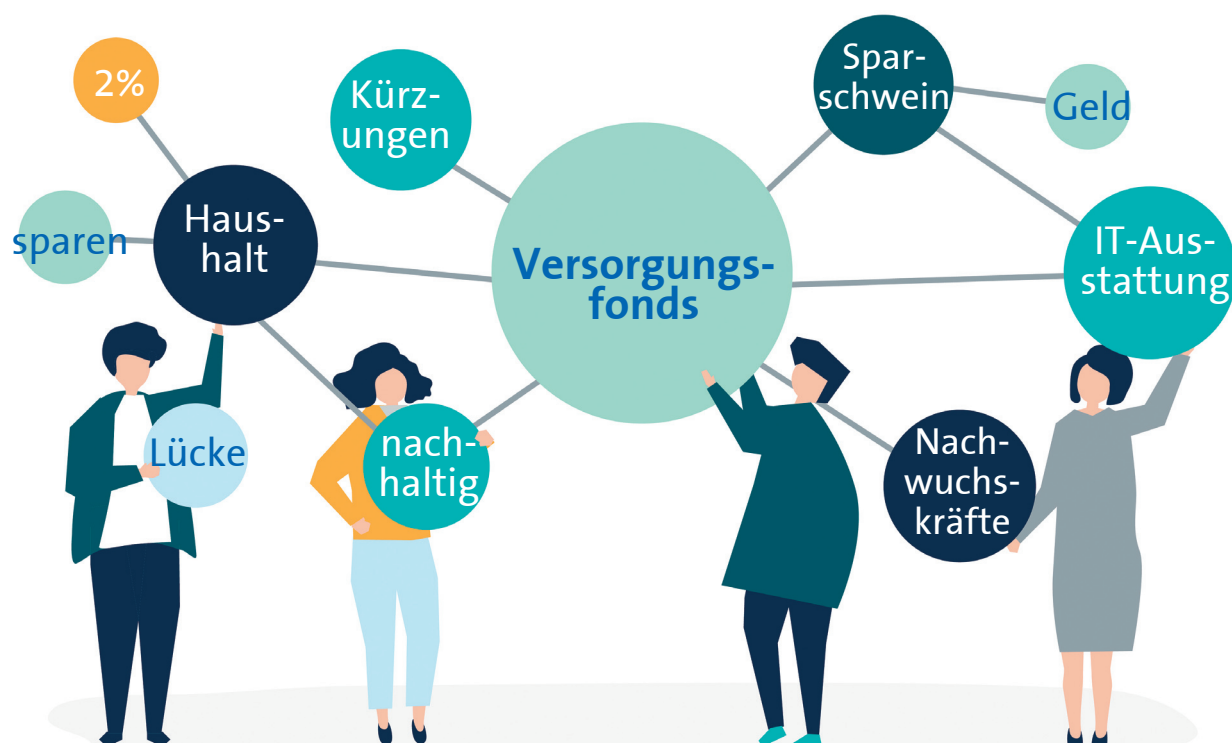 2%
Kürz-
ungen
Spar-
schwein
Geld
sparen
Haus-
halt
Versorgungs-
fonds
IT-Aus-
stattung
Lücke
nach-
haltig
Nach-
wuchs-
kräfte